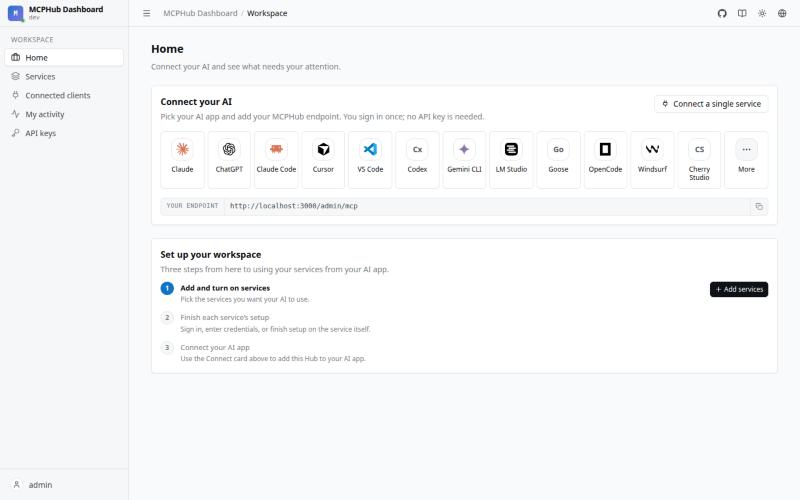 M
MCPHub Dashboard
dev
MCPHub Dashboard / Workspace
WORKSPACE
Home
Services
Connected clients
My activity
API keys
admin
Home
Connect your AI and see what needs your attention.
Connect your AI
Pick your AI app and add your MCPHub endpoint. You sign in once; no API key is needed.
Connect a single service
Claude
ChatGPT
Claude Code
Cursor
VS Code
Cx
Codex
Gemini CLI
LM Studio
Go
Goose
OpenCode
Windsurf
CS
Cherry
Studio
More
YOUR ENDPOINT http://localhost:3000/admin/mcp
Set up your workspace
Three steps from here to using your services from your AI app.
1 Add and turn on services
Pick the services you want your AI to use.
+ Add services
2 Finish each service's setup
Sign in, enter credentials, or finish setup on the service itself.
3 Connect your AI app
Use the Connect card above to add this Hub to your AI app.